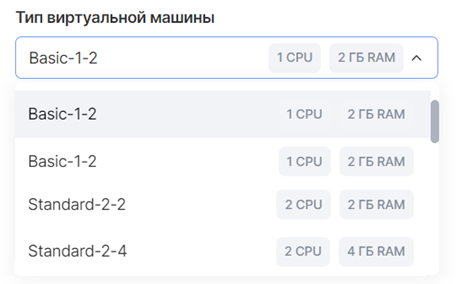 Тип виртуальной машины
Basic-1-2 1 CPU 2 ГБ RAM
Basic-1-2 1 CPU 2 ГБ RAM
Basic-1-2 1 CPU 2 ГБ RAM
Standard-2-2 2 CPU 2 ГБ RAM
Standard-2-4 2 CPU 4 ГБ RAM